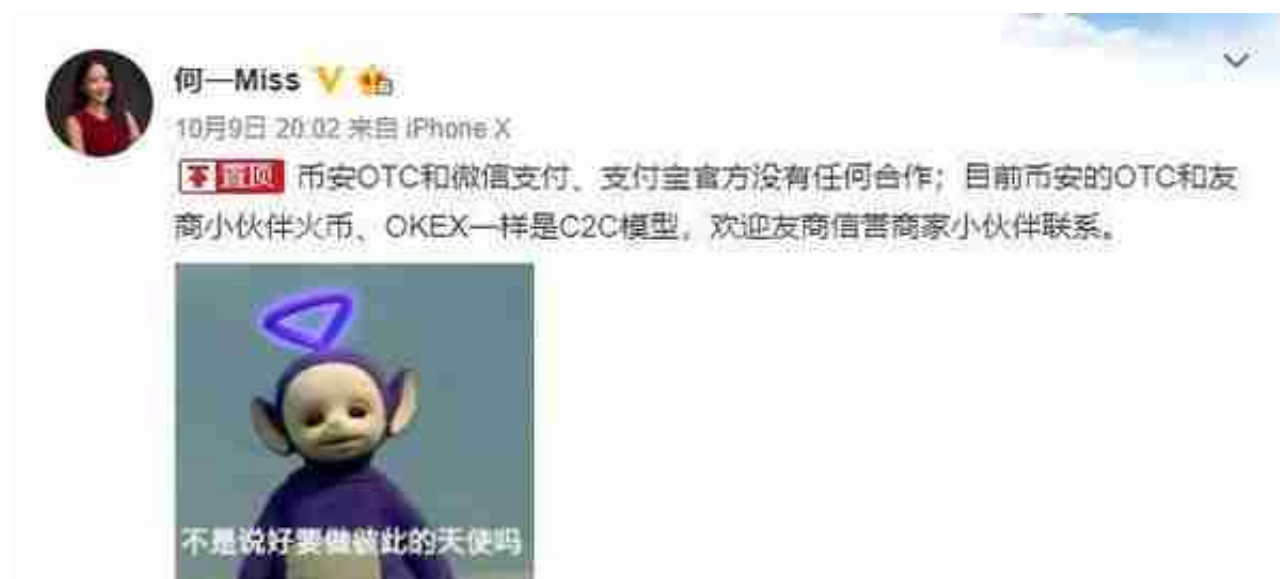 何一Miss
10月9日 20:02 来自 iPhone X
置顶 币安OTC和微信支付、支付宝官方没有任何合作；目前币安的OTC和友
商小伙伴火币、OKEX一样是C2C模型，欢迎友商信誉商家小伙伴联系。
不是说好要做彼此的天使吗